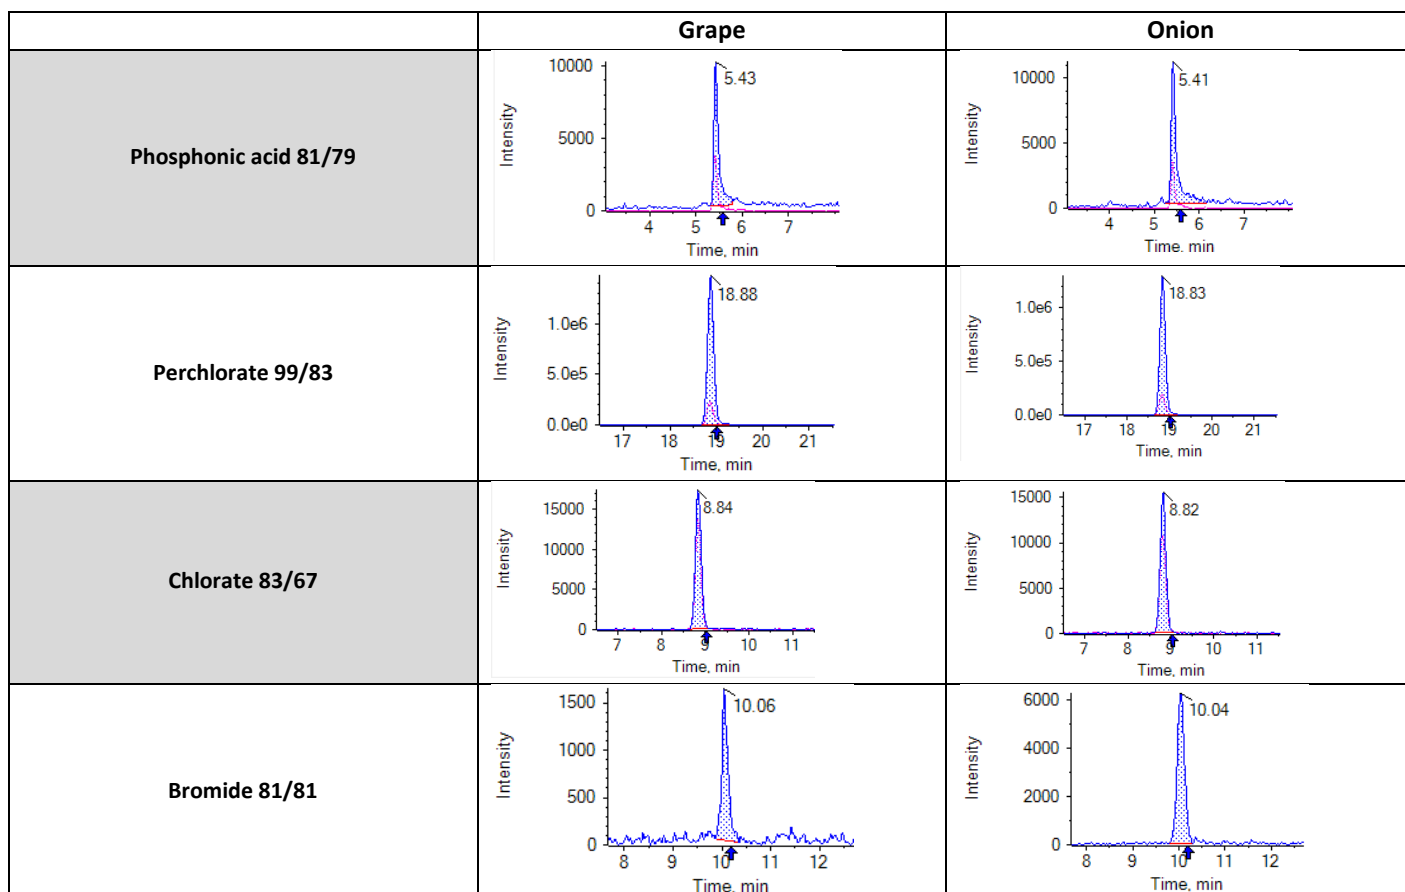 Grape
Onion
Phosphonic acid 81/79
Intensity
10000
5000
0
5.43
4 5 6 7
Time, min
Intensity
10000
5000
0
5.41
4 5 6 7
Time. min
Perchlorate 99/83
Intensity
1.0e6
5.0e5
0.0e0
18.88
17 18 19 20 21
Time, min
Intensity
1.0e6
5.0e5
0.0e0
18.83
17 18 19 20 21
Time, min
Chlorate 83/67
Intensity
15000
10000
5000
0
8.84
7 8 9 10 11
Time, min
Intensity
15000
10000
5000
0
8.82
7 8 9 10 11
Time, min
Bromide 81/81
Intensity
1500
1000
500
0
10.06
8 9 10 11 12
Time, min
Intensity
6000
4000
2000
0
10.04
8 9 10 11 12
Time, min